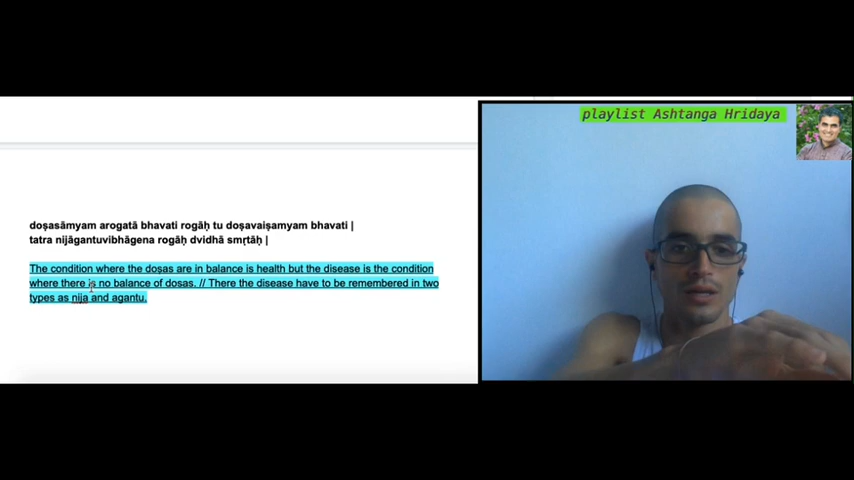 playlist Ashtanga Hridaya
doṣasāmyam arogatā bhavati rogāḥ tu doṣavaiṣamyam bhavati |
tatra nijāgantuvibhāgena rogāḥ dvidhā smṛtāḥ |
The condition where the doṣas are in balance is health but the disease is the condition
where there is no balance of dosas. // There the disease have to be remembered in two
types as nija and agantu.